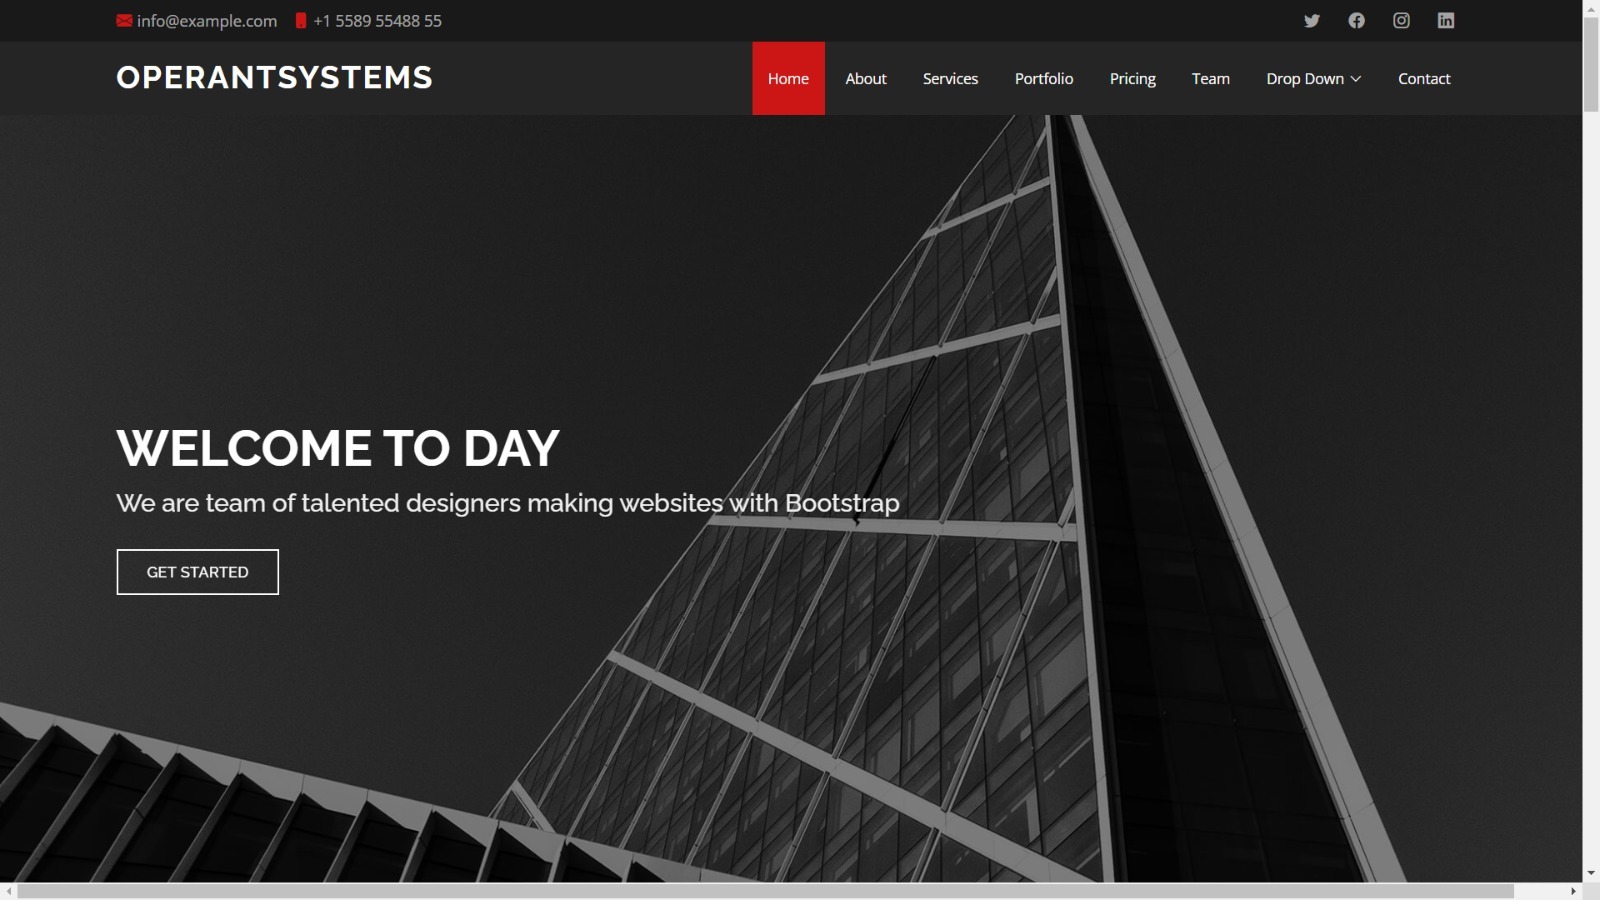 info@example.com +1 5589 55488 55
OPERANTSYSTEMS
Home About Services Portfolio Pricing Team Drop Down Contact
WELCOME TO DAY
We are team of talented designers making websites with Bootstrap
GET STARTED